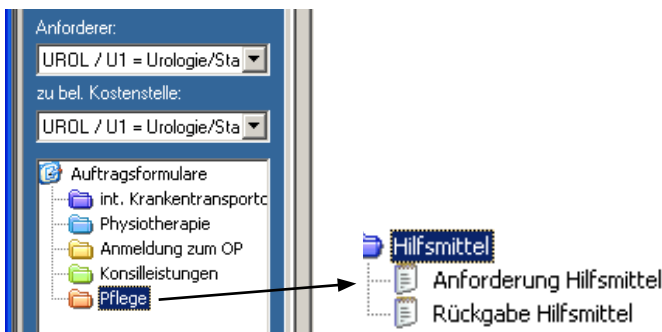 Anforderer:
UROL / U1 = Urologie/Sta
zu bel. Kostenstelle:
UROL / U1 = Urologie/Sta
Auftragsformulare
int. Krankentransportc
Physiotherapie
Anmeldung zum OP
Konsilleistungen
Pflege
Hilfsmittel
Anforderung Hilfsmittel
Rückgabe Hilfsmittel